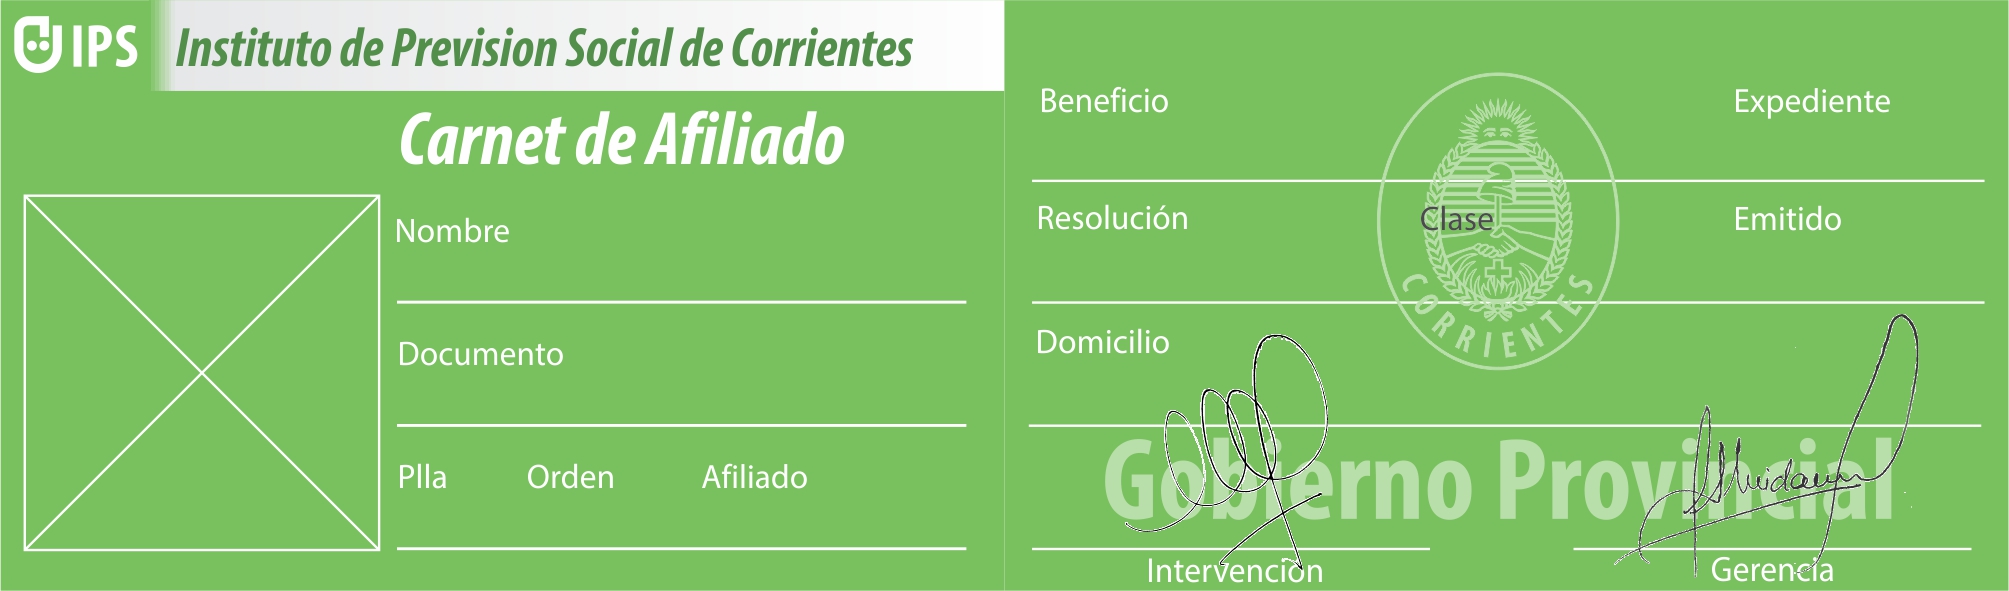 IPS Instituto de Prevision Social de Corrientes
Carnet de Afiliado
Nombre
Documento
Plla Orden Afiliado
Beneficio Expediente
Resolución Clase Emitido
CORRIENTES
Domicilio
Gobierno Provincial
Intervención Gerencia